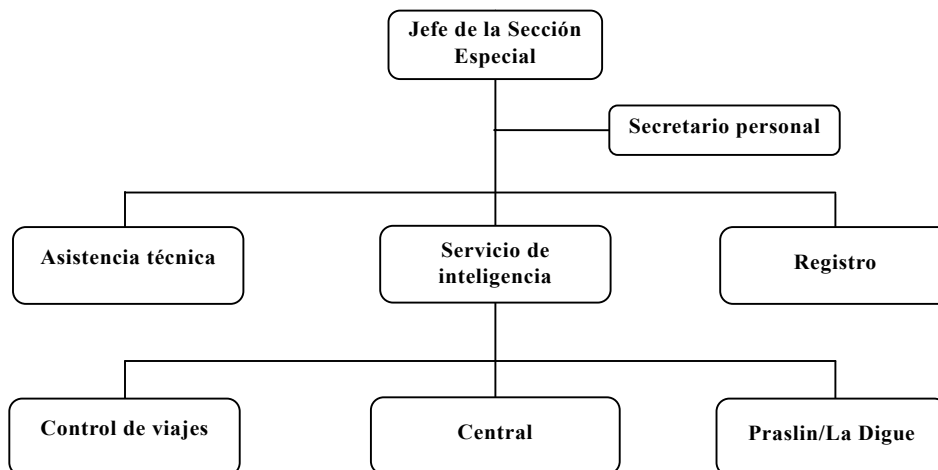 Jefe de la Sección
Especial
Secretario personal
Asistencia técnica
Servicio de
inteligencia
Registro
Control de viajes
Central
Praslin/La Digue